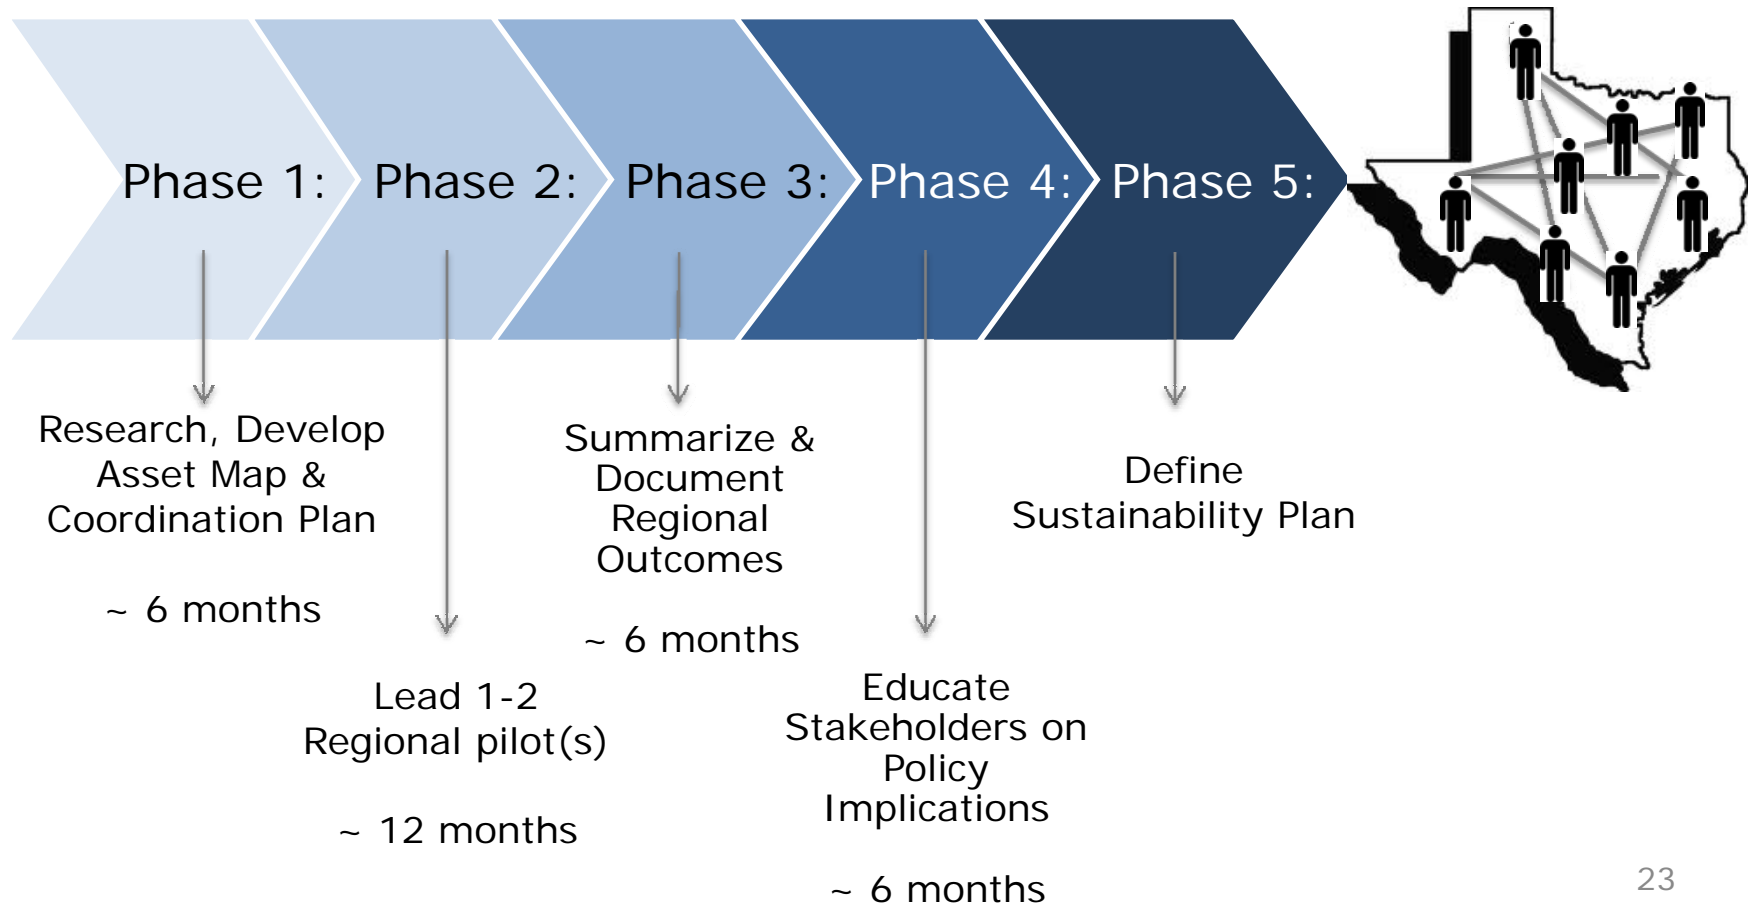 Phase 1:
Phase 2:
Phase 3:
Phase 4:
Phase 5:
Research, Develop
Asset Map &
Coordination Plan
~ 6 months
Lead 1-2
Regional pilot(s)
~ 12 months
Summarize &
Document
Regional
Outcomes
~ 6 months
Educate
Stakeholders on
Policy
Implications
~ 6 months
Define
Sustainability Plan
23